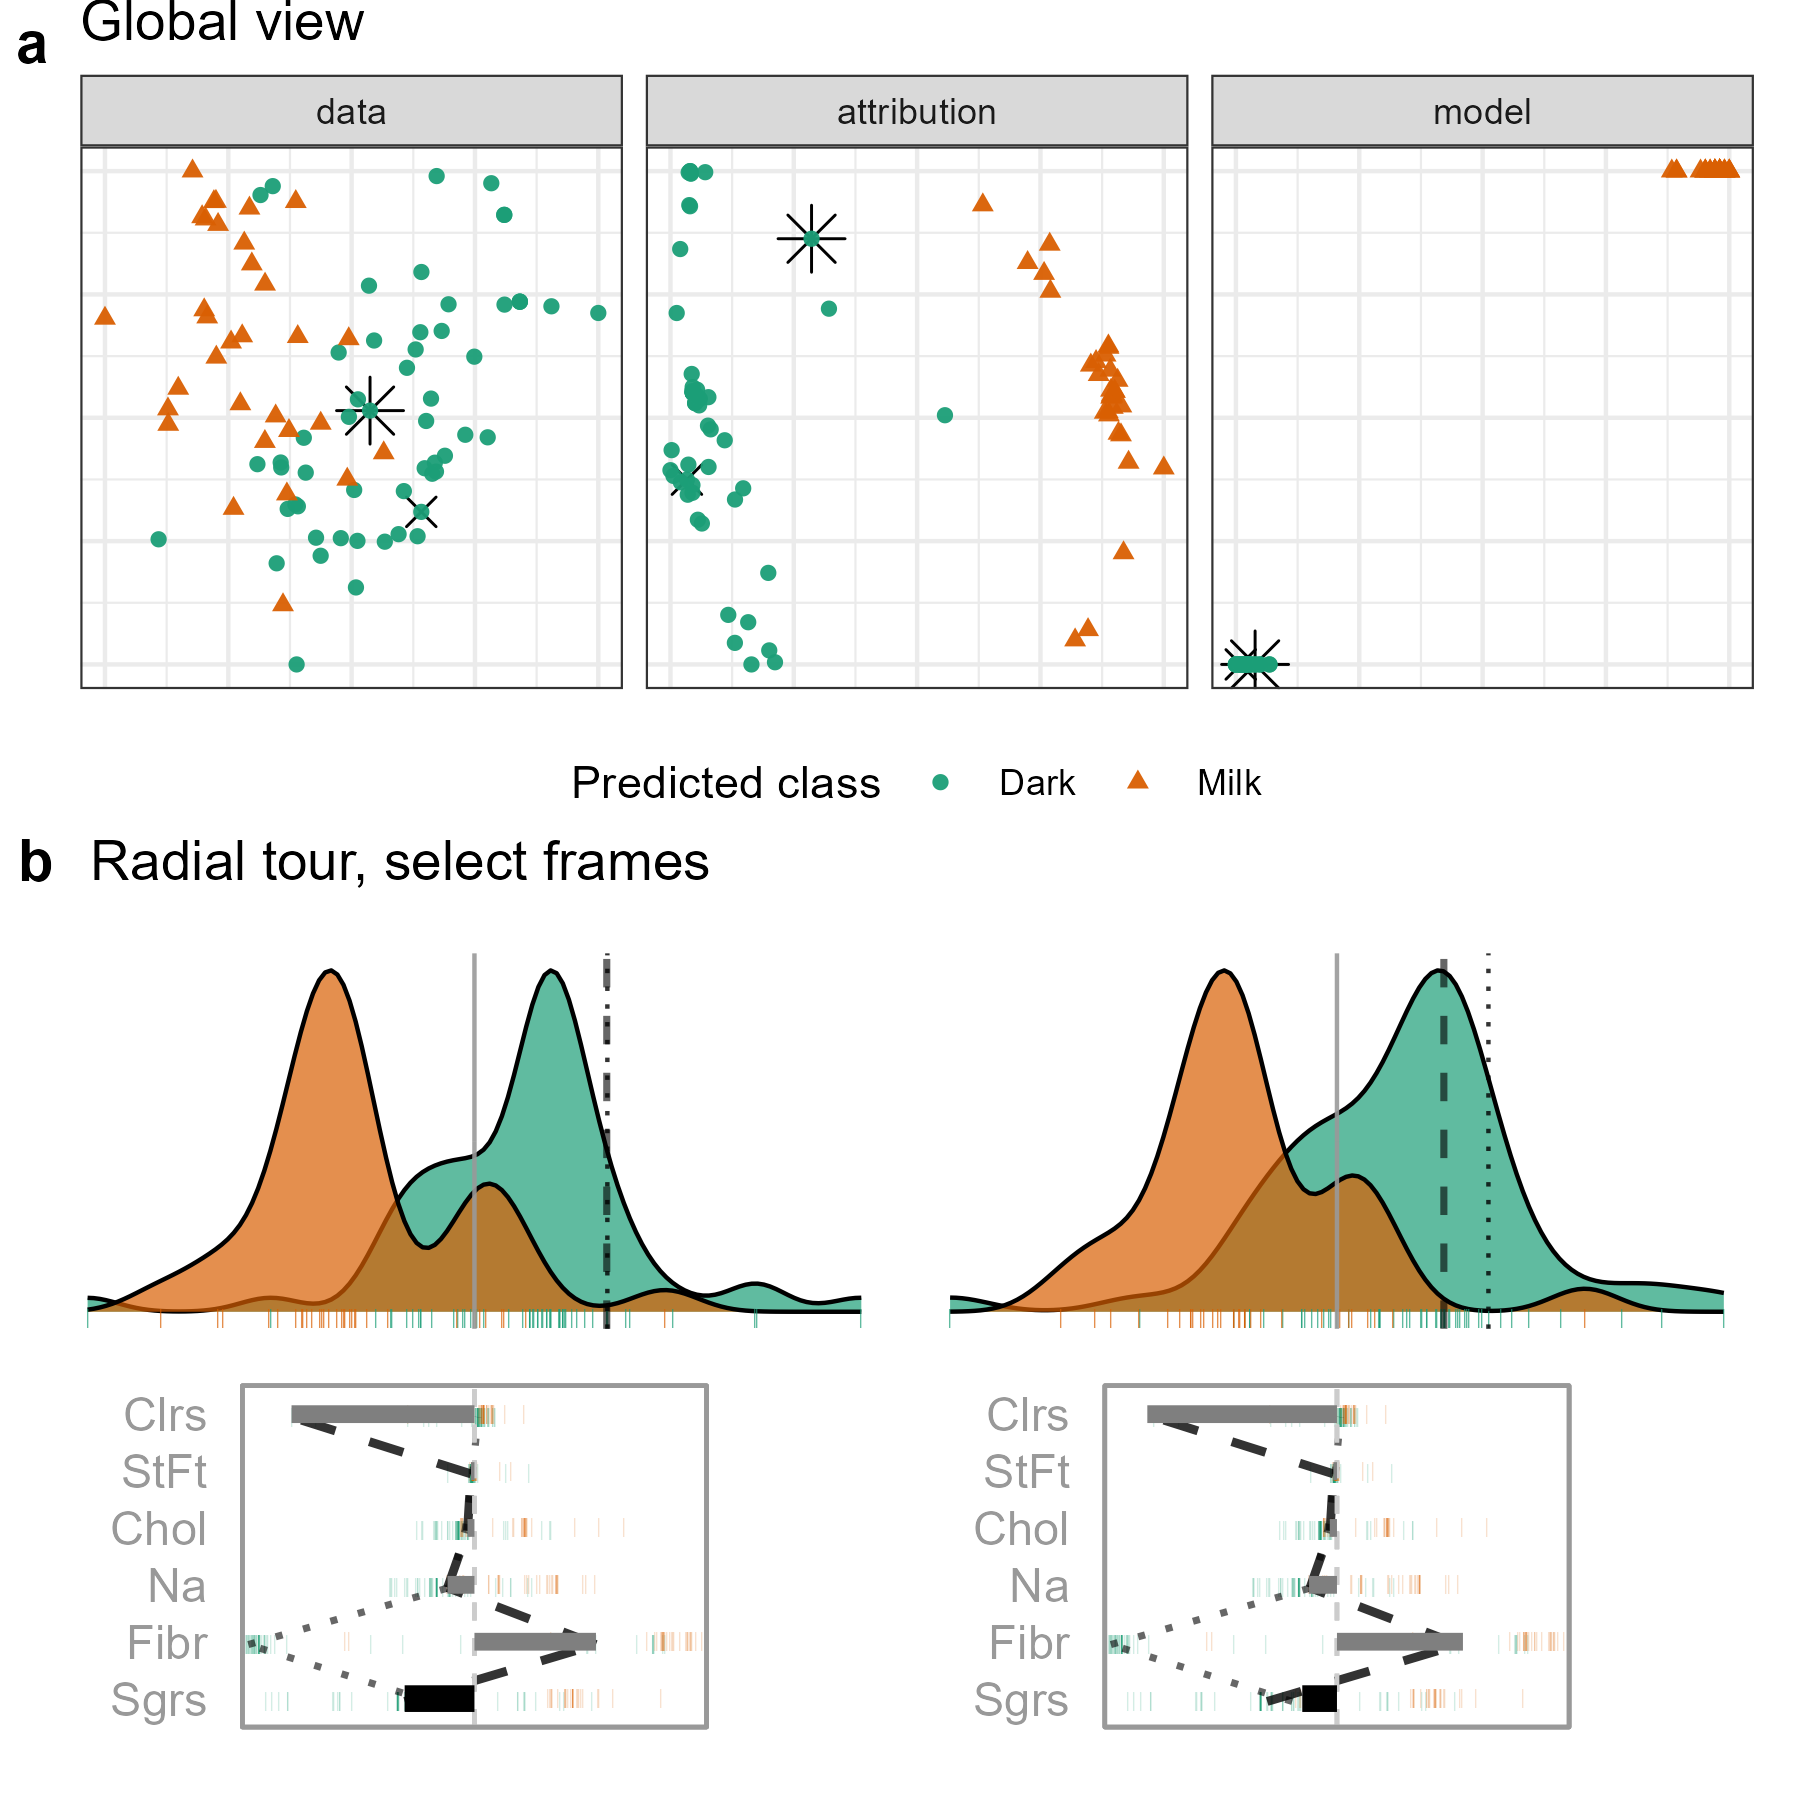 a Global view
data attribution model
Predicted class Dark Milk
b Radial tour, select frames
Clrs Clrs
StFt StFt
Chol Chol
Na Na
Fibr Fibr
Sgrs Sgrs